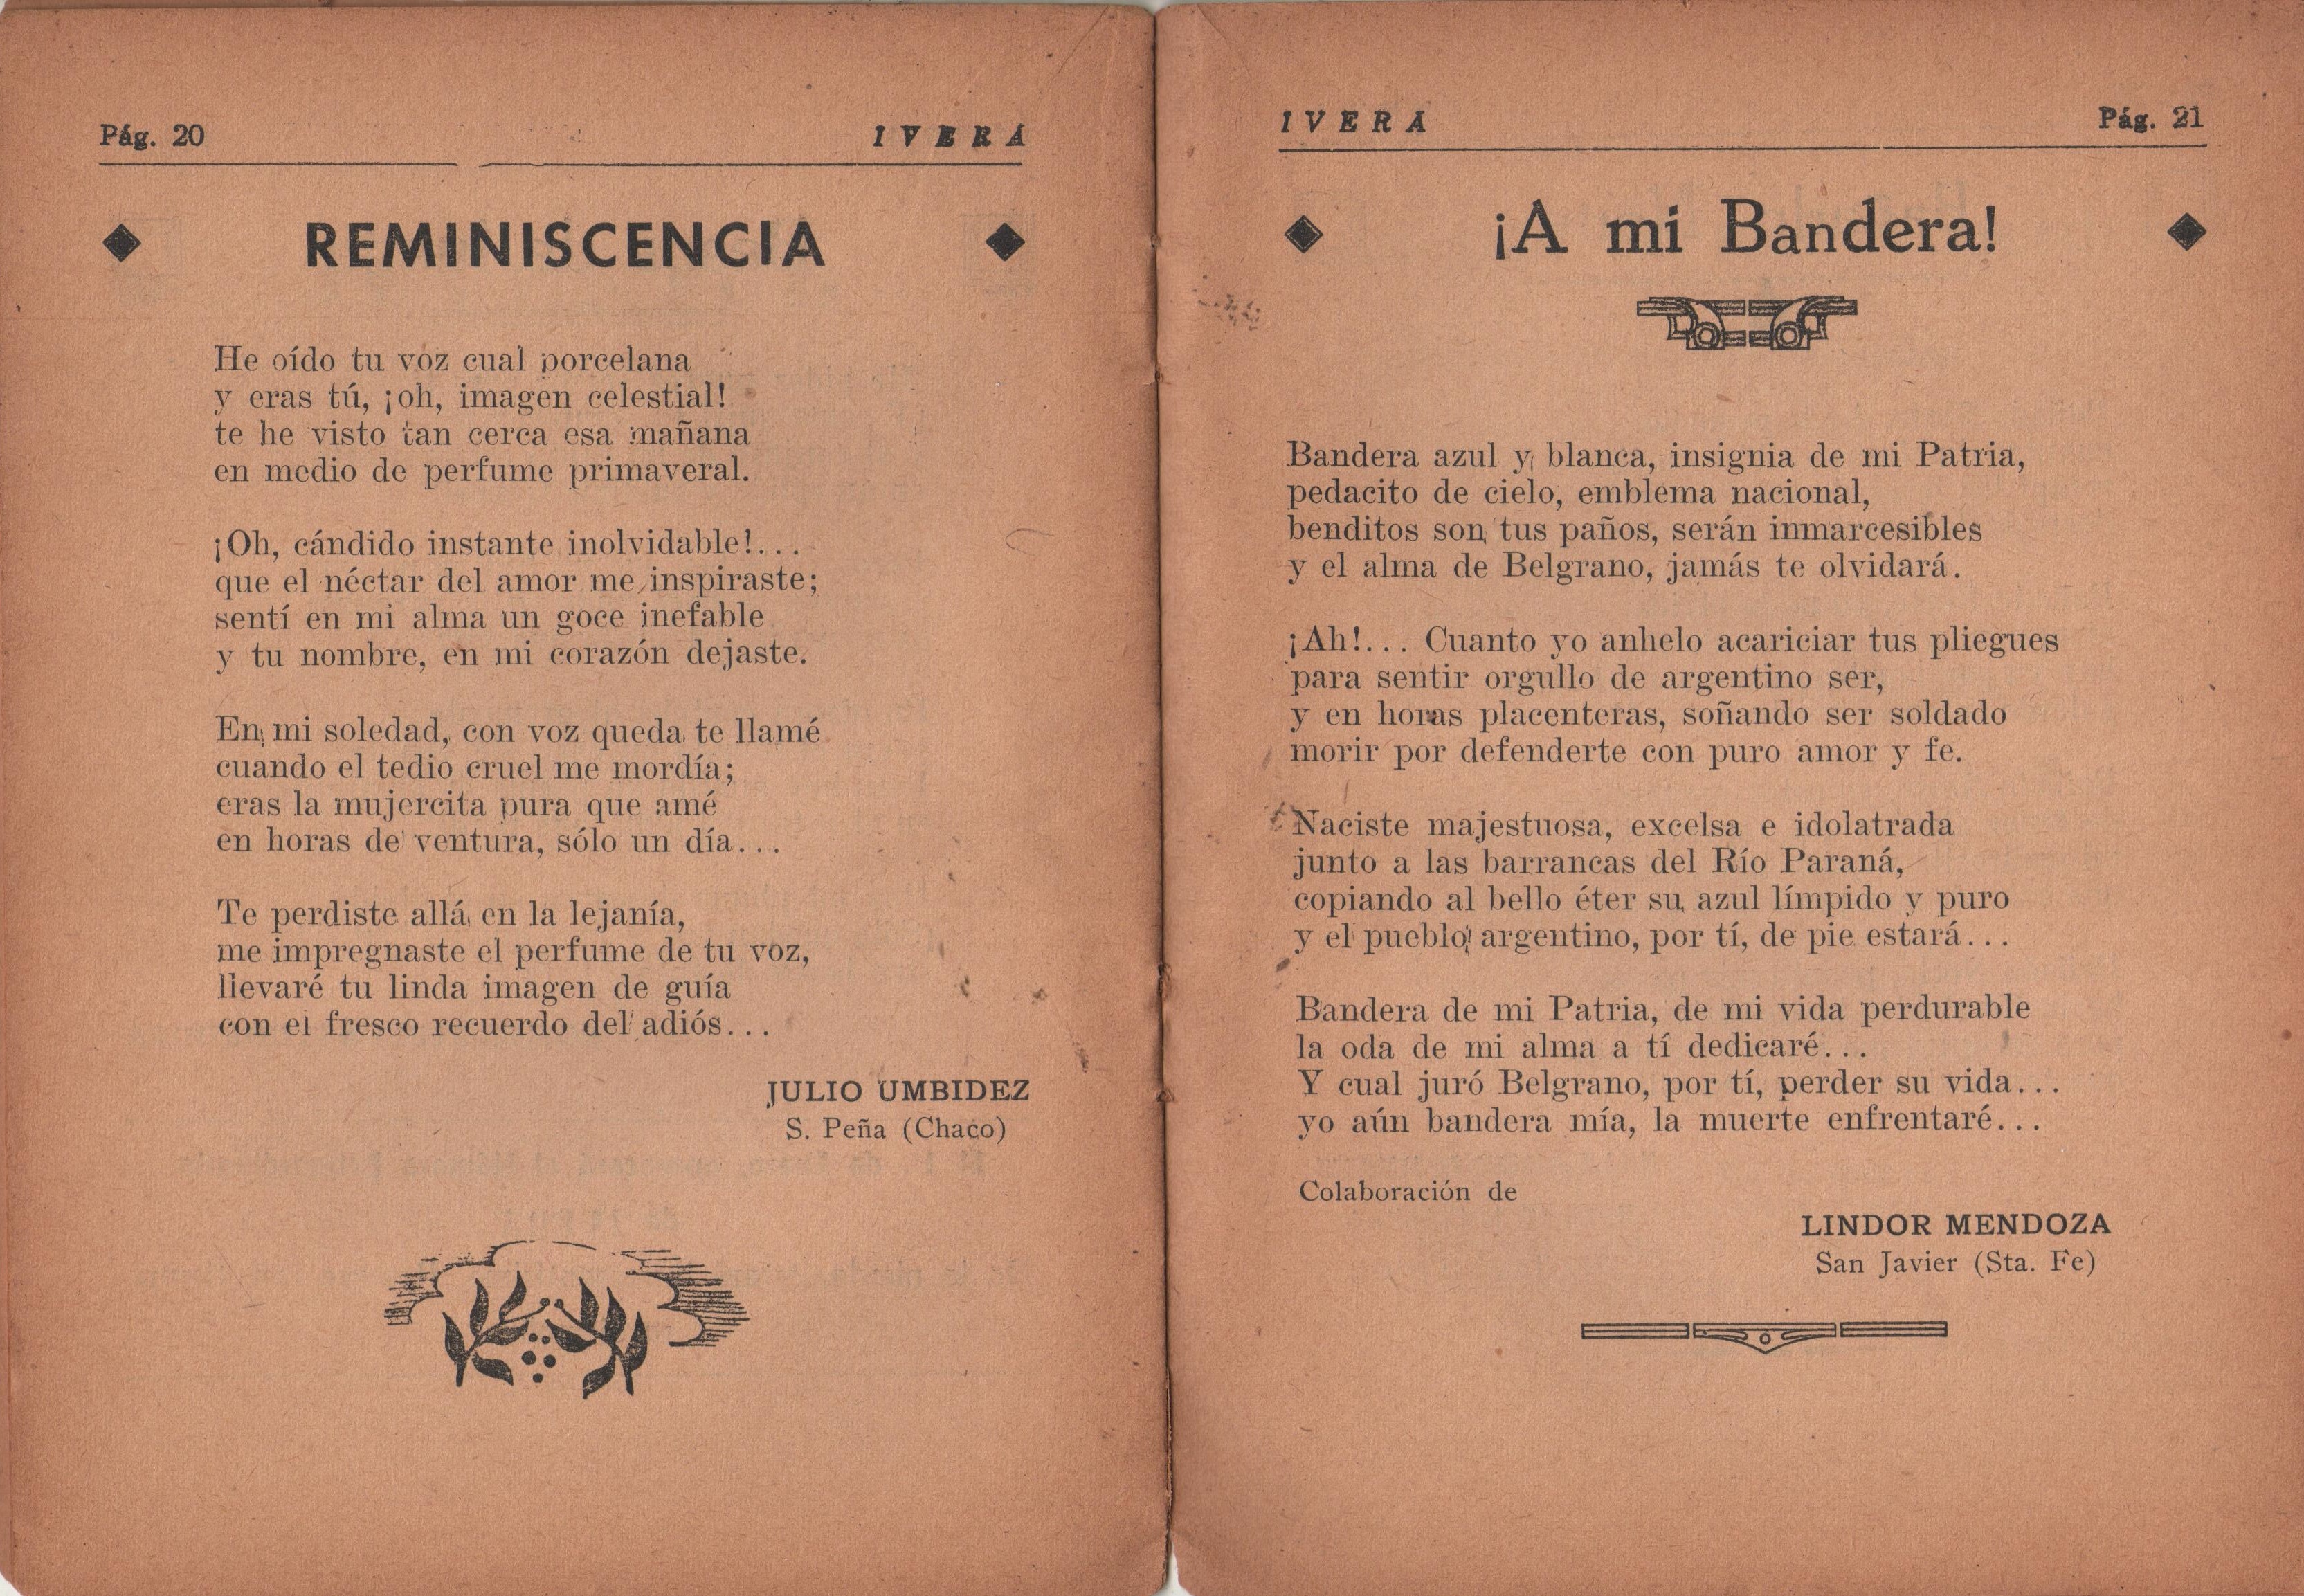 Pág. 20
IVERÁ
REMINISCENCIA
He oído tu voz cual porcelana
y eras tú, ¡oh, imagen celestial!
te he visto tan cerca esa mañana
en medio de perfume primaveral.
¡Oh, cándido instante inolvidable!...
que el néctar del amor me inspiraste;
sentí en mi alma un goce inefable
y tu nombre, en mi corazón dejaste.
En mi soledad, con voz queda te llamé
cuando el tedio cruel me mordía;
eras la mujercita pura que amé
en horas de ventura, sólo un día...
Te perdiste allá en la lejanía,
me impregnaste el perfume de tu voz,
llevaré tu linda imagen de guía
con el fresco recuerdo del adiós...
JULIO UMBIDEZ
S. Peña (Chaco)
IVERÁ
Pág. 21
¡A mi Bandera!
Bandera azul y blanca, insignia de mi Patria,
pedacito de cielo, emblema nacional,
benditos son tus paños, serán inmarcesibles
y el alma de Belgrano, jamás te olvidará.
¡Ah!... Cuanto yo anhelo acariciar tus pliegues
para sentir orgullo de argentino ser,
y en horas placenteras, soñando ser soldado
morir por defenderte con puro amor y fe.
Naciste majestuosa, excelsa e idolatrada
junto a las barrancas del Río Paraná,
copiando al bello éter su azul límpido y puro
y el pueblo argentino, por tí, de pie estará...
Bandera de mi Patria, de mi vida perdurable
la oda de mi alma a tí dedicaré...
Y cual juró Belgrano, por tí, perder su vida...
yo aún bandera mía, la muerte enfrentaré...
Colaboración de
LINDOR MENDOZA
San Javier (Sta. Fe)